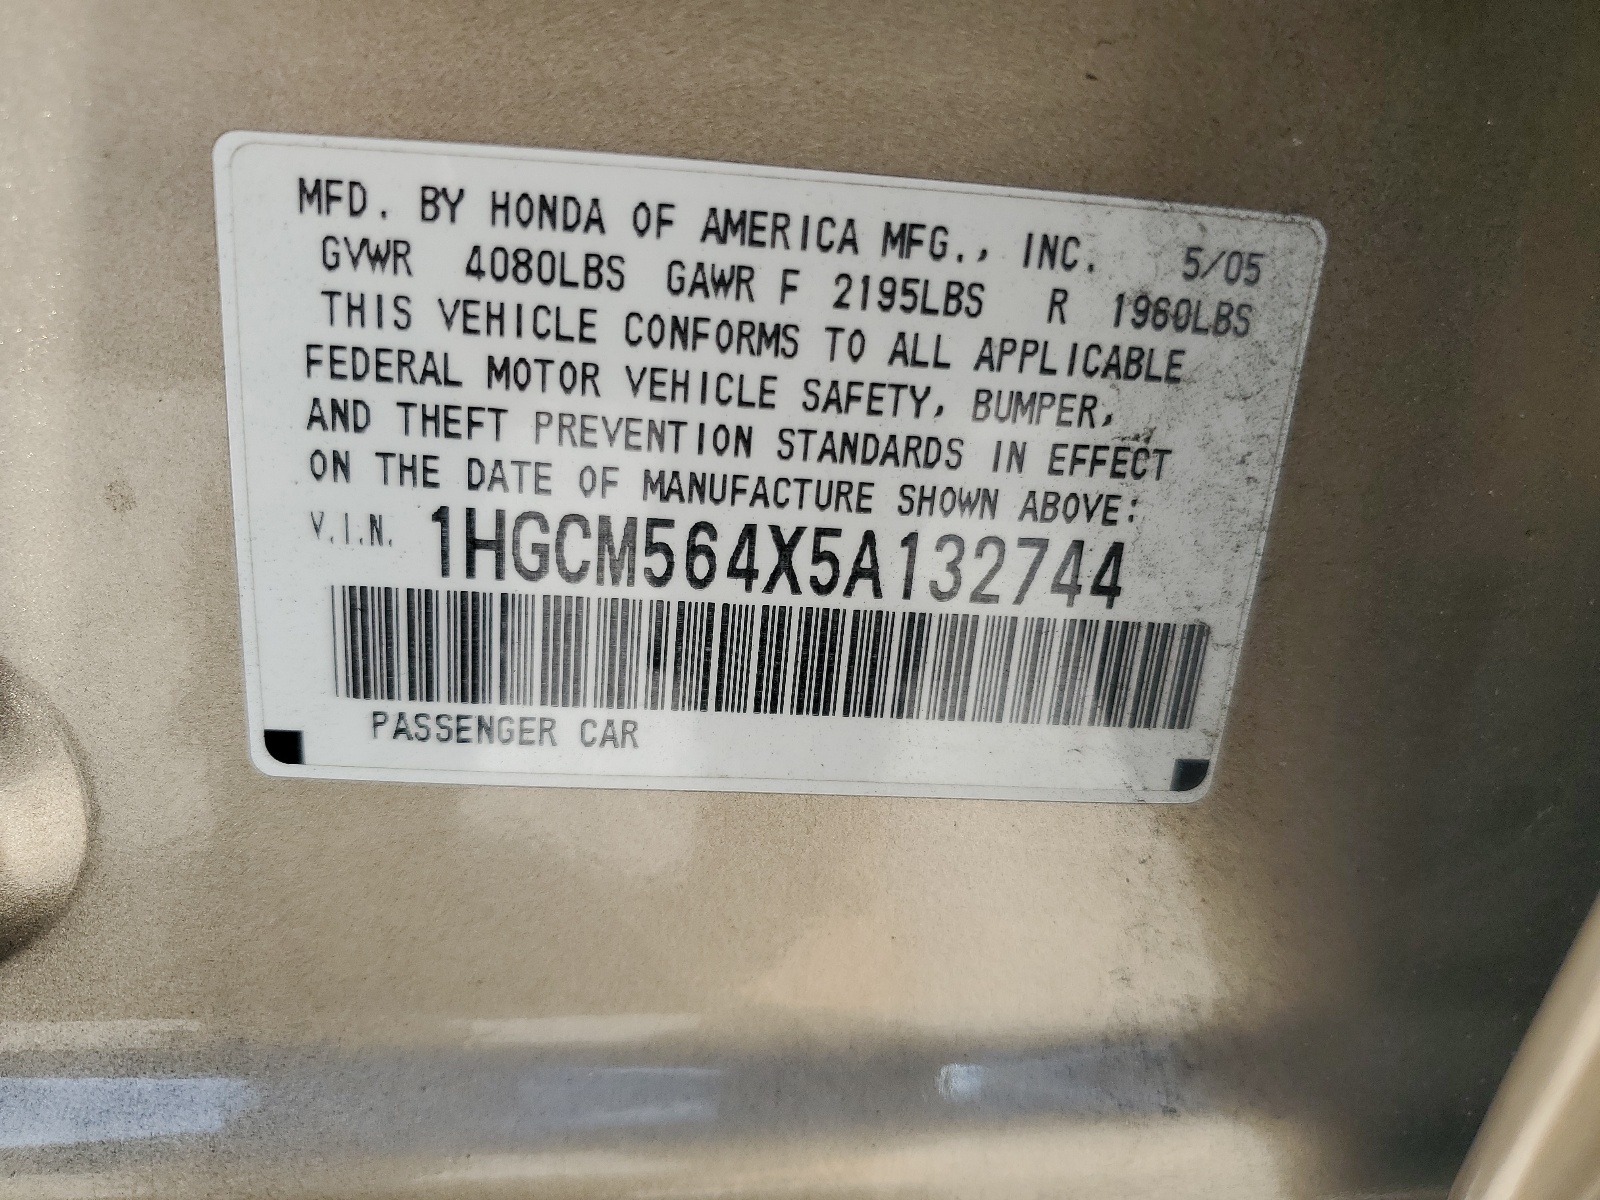 MFD. BY HONDA OF AMERICA MFG., INC. 5/05
GVWR 4080LBS GAWR F 2195LBS R 1960LBS
THIS VEHICLE CONFORMS TO ALL APPLICABLE
FEDERAL MOTOR VEHICLE SAFETY, BUMPER,
AND THEFT PREVENTION STANDARDS IN EFFECT
ON THE DATE OF MANUFACTURE SHOWN ABOVE:
V.I.N. 1HGCM564X5A132744
PASSENGER CAR